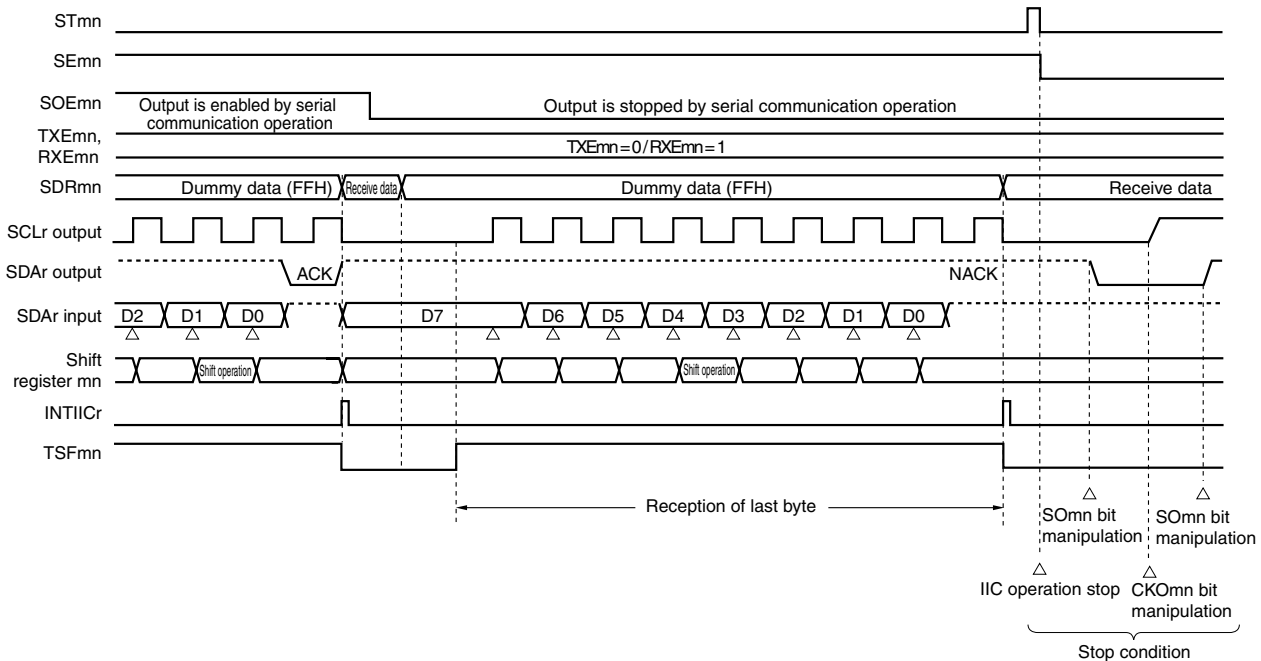 STmn
SEmn
SOEmn
Output is enabled by serial
communication operation
Output is stopped by serial communication operation
TXEmn,
RXEmn
TXEmn=0/RXEmn=1
SDRmn
Dummy data (FFH)
Receive data
Dummy data (FFH)
Receive data
SCLr output
SDAr output
ACK
NACK
SDAr input
D2
D1
D0
D7
D6
D5
D4
D3
D2
D1
D0
Shift
register mn
Shift operation
Shift operation
INTIICr
TSFmn
Reception of last byte
SOmn bit
manipulation
SOmn bit
manipulation
IIC operation stop
CKOmn bit
manipulation
Stop condition